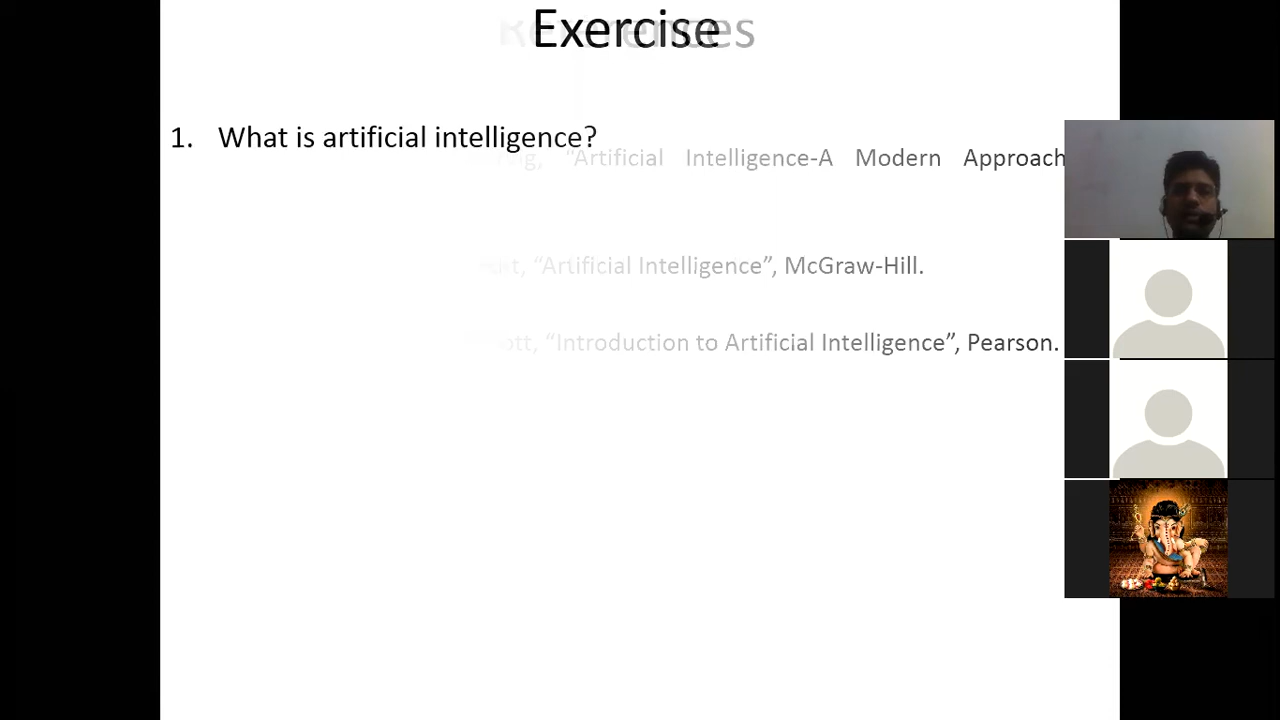 Exercise
1. What is artificial intelligence?
“Artificial Intelligence-A Modern Approach
“Artificial Intelligence”, McGraw-Hill.
“Introduction to Artificial Intelligence”, Pearson.